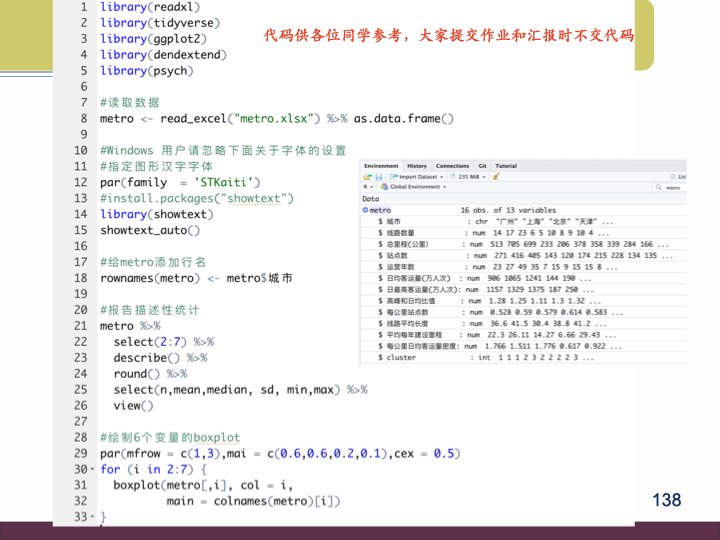 代码供各位同学参考，大家提交作业和汇报时不交代码
1 library(readxl)
2 library(tidyverse)
3 library(ggplot2)
4 library(dendextend)
5 library(psych)
6
7 #读取数据
8 metro <- read_excel("metro.xlsx") %>% as.data.frame()
9
10 #Windows 用户请忽略下面关于字体的设置
11 #指定图形汉字字体
12 par(family  = 'STKaiti')
13 #install.packages("showtext")
14 library(showtext)
15 showtext_auto()
16
17 #给metro添加行名
18 rownames(metro) <- metro$城市
19
20 #报告描述性统计
21 metro %>%
22   select(2:7) %>%
23   describe() %>%
24   round() %>%
25   select(n,mean,median, sd, min,max) %>%
26   view()
27
28 #绘制6个变量的boxplot
29 par(mfrow = c(1,3),mai = c(0.6,0.6,0.2,0.1),cex = 0.5)
30 for (i in 2:7) {
31   boxplot(metro[,i], col = i,
32           main = colnames(metro)[i])
33 }
Environment History Connections Git Tutorial
Import Dataset 235 MiB Lis
R Global Environment metro
Data
metro 16 obs. of 13 variables
$ 城市 : chr "广州" "上海" "北京" "天津" ...
$ 线路数量 : num 14 17 23 6 5 10 8 9 10 4 ...
$ 总里程(公里) : num 513 705 699 233 206 378 358 339 284 166 ...
$ 站点数 : num 271 416 405 143 120 174 215 228 134 135 ...
$ 运营年数 : num 23 27 49 35 7 15 9 15 15 8 ...
$ 日均客运量(万人次) : num 906 1065 1241 144 190 ...
$ 日最高客运量(万人次): num 1157 1329 1375 187 250 ...
$ 高峰和日均比值 : num 1.28 1.25 1.11 1.3 1.32 ...
$ 每公里站点数 : num 0.528 0.59 0.579 0.614 0.583 ...
$ 线路平均长度 : num 36.6 41.5 30.4 38.8 41.2 ...
$ 平均每年建设里程 : num 22.3 26.11 14.27 6.66 29.43 ...
$ 每公里日均客运量密度: num 1.766 1.511 1.776 0.617 0.922 ...
$ cluster : int 1 1 1 2 3 2 2 2 2 3 ...
138